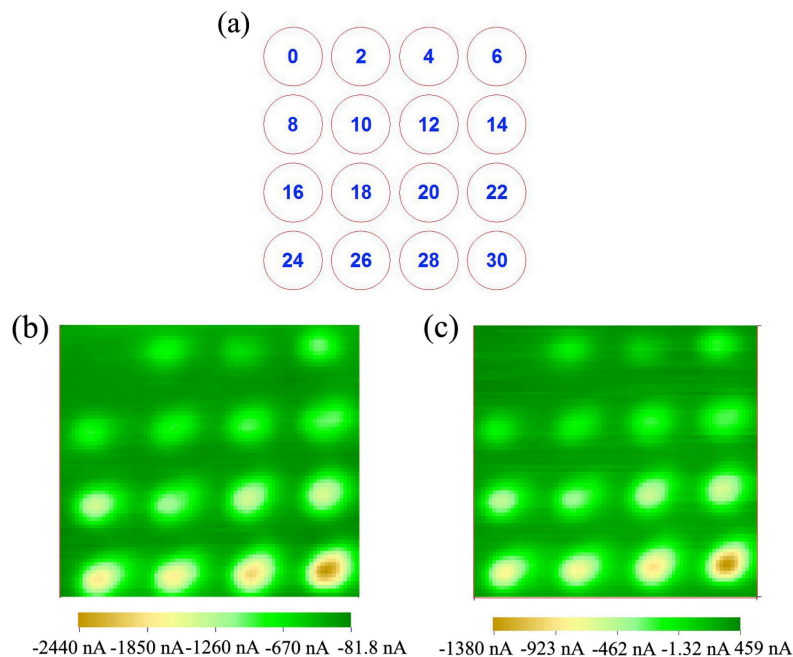 (a)
0 2 4 6
8 10 12 14
16 18 20 22
24 26 28 30
(b)
(c)
-2440 nA -1850 nA -1260 nA -670 nA -81.8 nA
-1380 nA -923 nA -462 nA -1.32 nA 459 nA